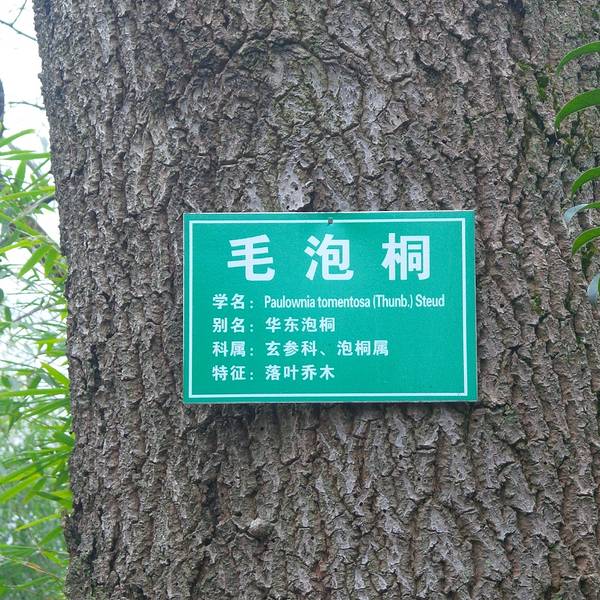 毛泡桐
学名：Paulownia tomentosa (Thunb.) Steud
别名：华东泡桐
科属：玄参科、泡桐属
特征：落叶乔木